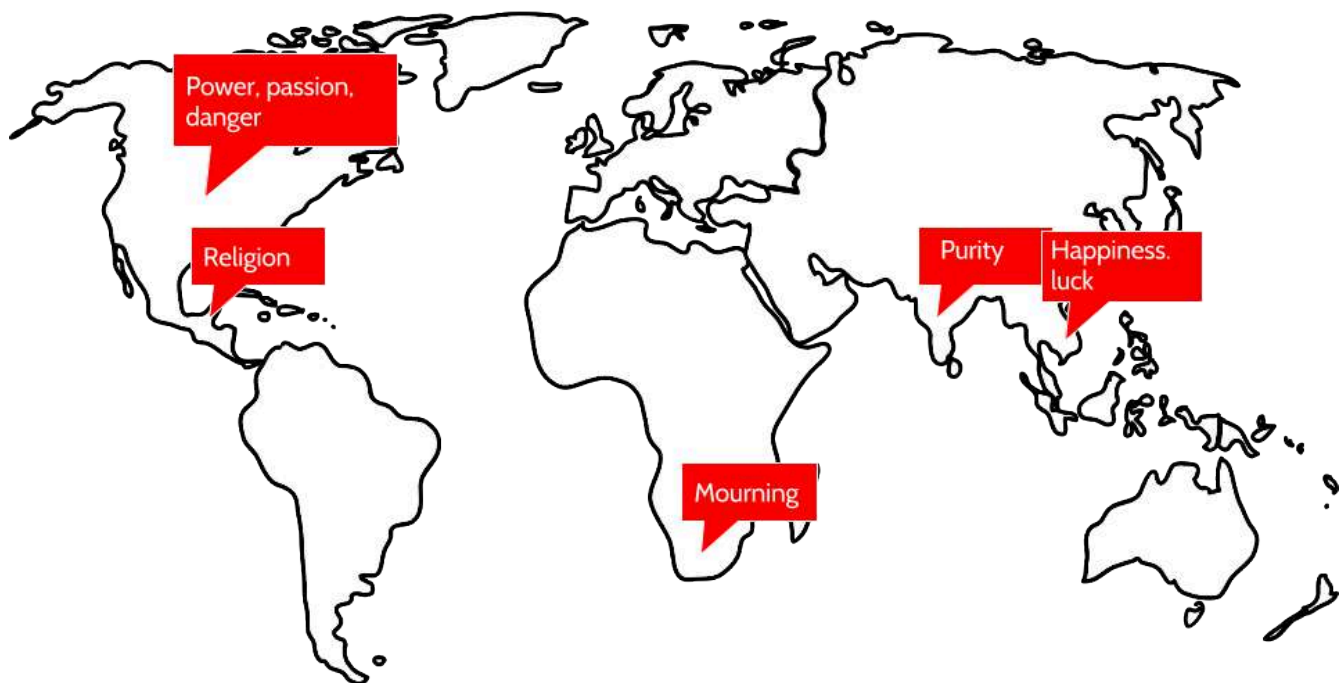 Power, passion,
danger
Religion
Purity
Happiness.
luck
Mourning